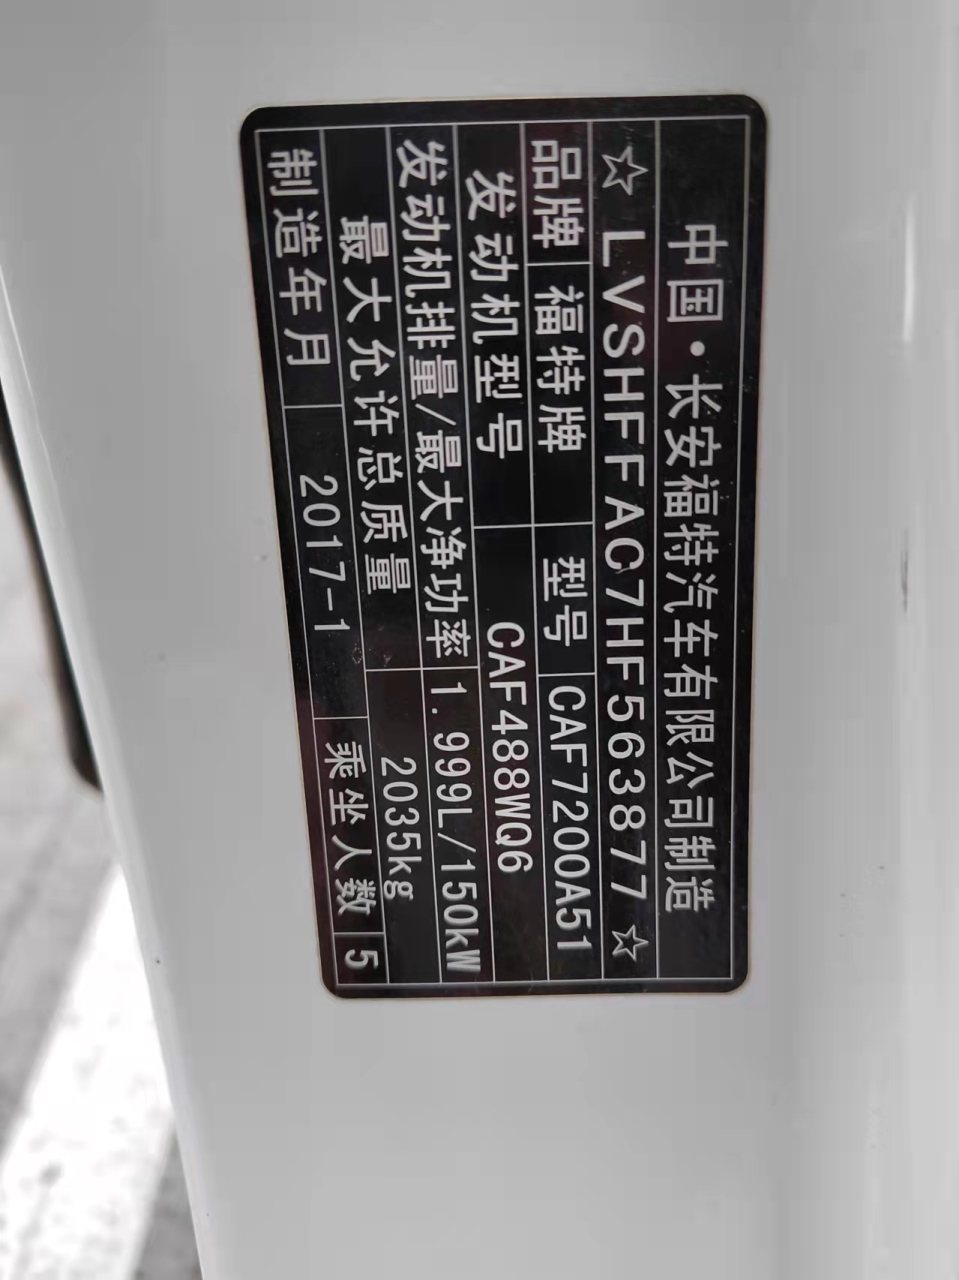 中国·长安福特汽车有限公司制造
☆LVSHFFAC7HF563877☆
品牌 福特牌 型号 CAF7200A51
发动机型号 CAF488WQ6
发动机排量/最大净功率 1.999L/150kW
最大允许总质量 2035kg
制造年月 2017-1 乘坐人数 5